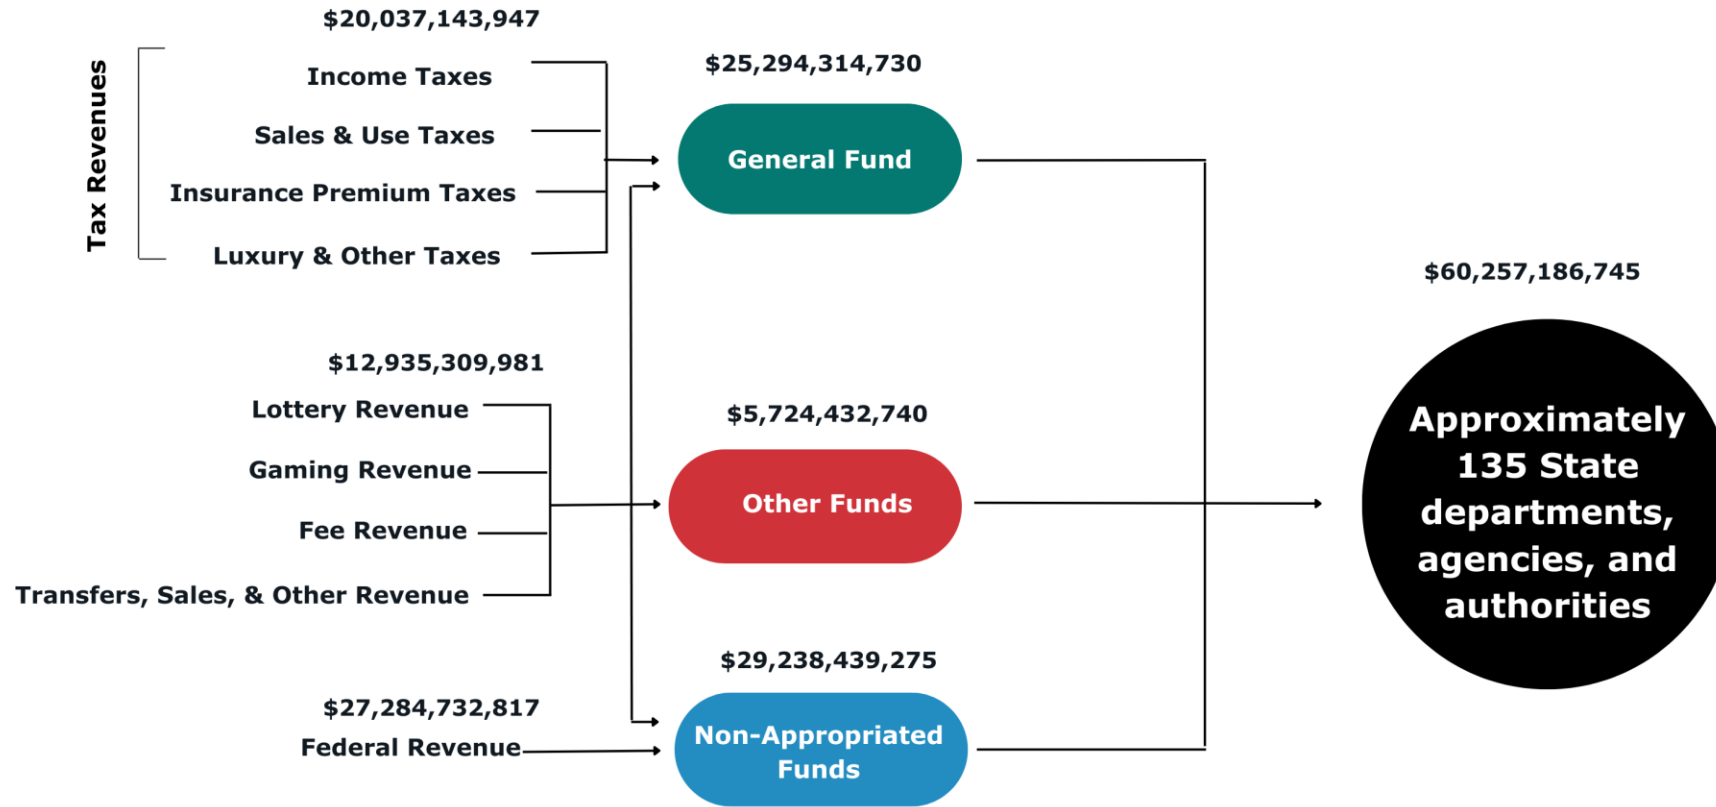 $20,037,143,947
Tax Revenues
Income Taxes
Sales & Use Taxes
Insurance Premium Taxes
Luxury & Other Taxes
$12,935,309,981
Lottery Revenue
Gaming Revenue
Fee Revenue
Transfers, Sales, & Other Revenue
$27,284,732,817
Federal Revenue
$25,294,314,730
General Fund
$5,724,432,740
Other Funds
$29,238,439,275
Non-Appropriated
Funds
$60,257,186,745
Approximately
135 State
departments,
agencies, and
authorities